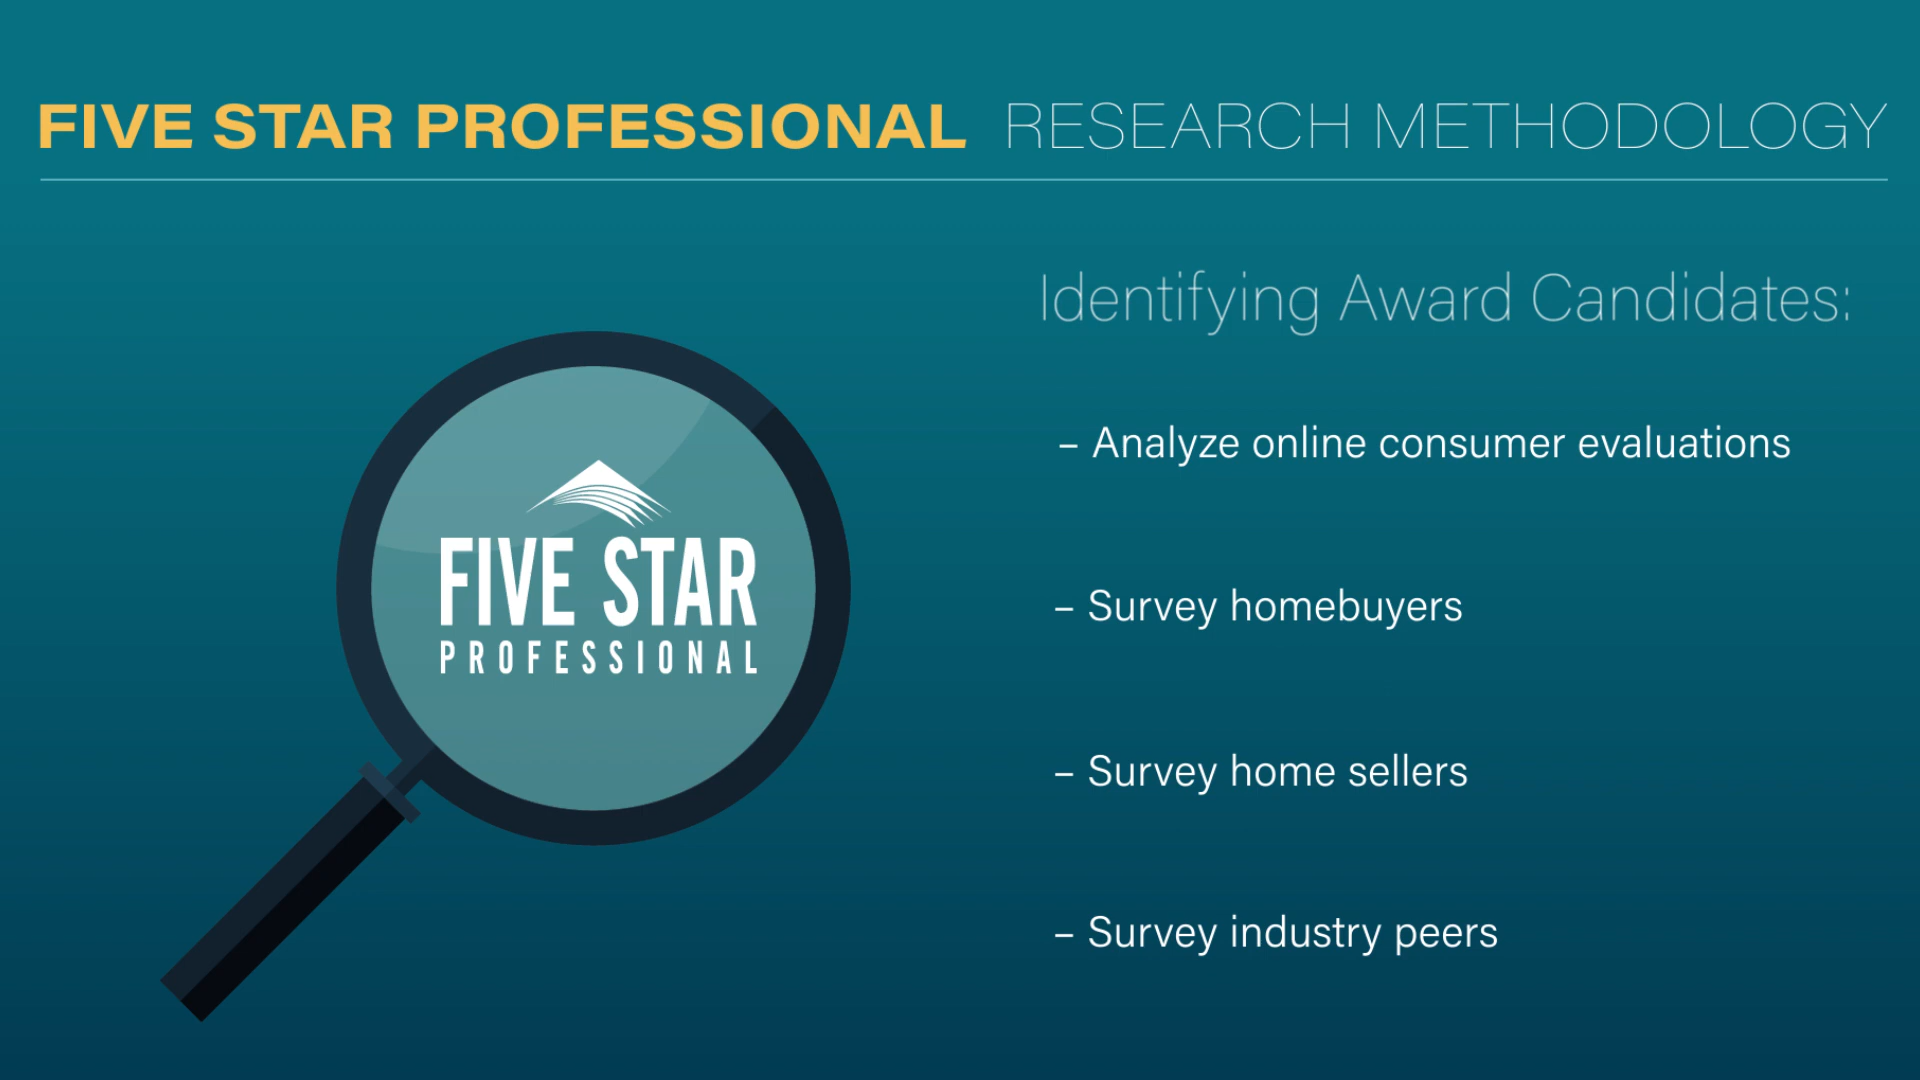 FIVE STAR PROFESSIONAL RESEARCH METHODOLOGY
Identifying Award Candidates:
– Analyze online consumer evaluations
– Survey homebuyers
– Survey home sellers
– Survey industry peers
FIVE STAR
PROFESSIONAL